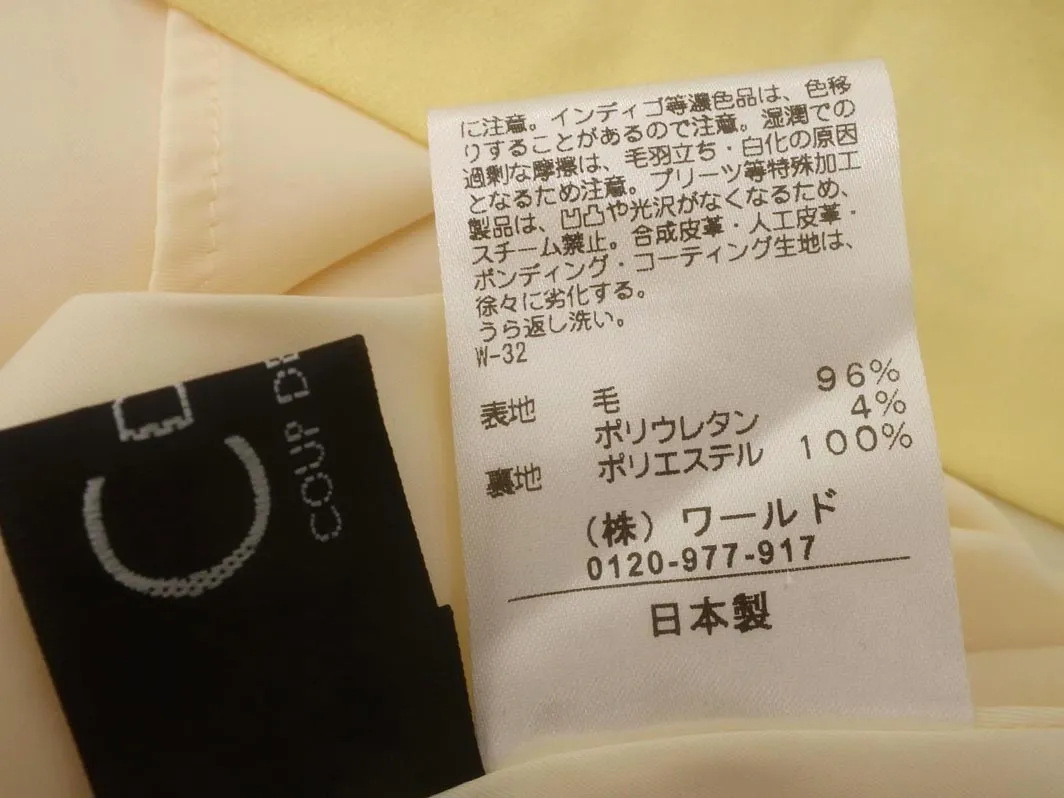 に注意。インディゴ等濃色品は、色移
りすることがあるので注意。湿潤での
過剰な摩擦は、毛羽立ち・白化の原因
となるため注意。プリーツ等特殊加工
製品は、凹凸や光沢がなくなるため、
スチーム禁止。合成皮革・人工皮革・
ボンディング・コーティング生地は、
徐々に劣化する。
うら返し洗い。
W-32
表地 毛 96%
ポリウレタン 4%
裏地 ポリエステル 100%
(株) ワールド
0120-977-917
日本製
COUP DE